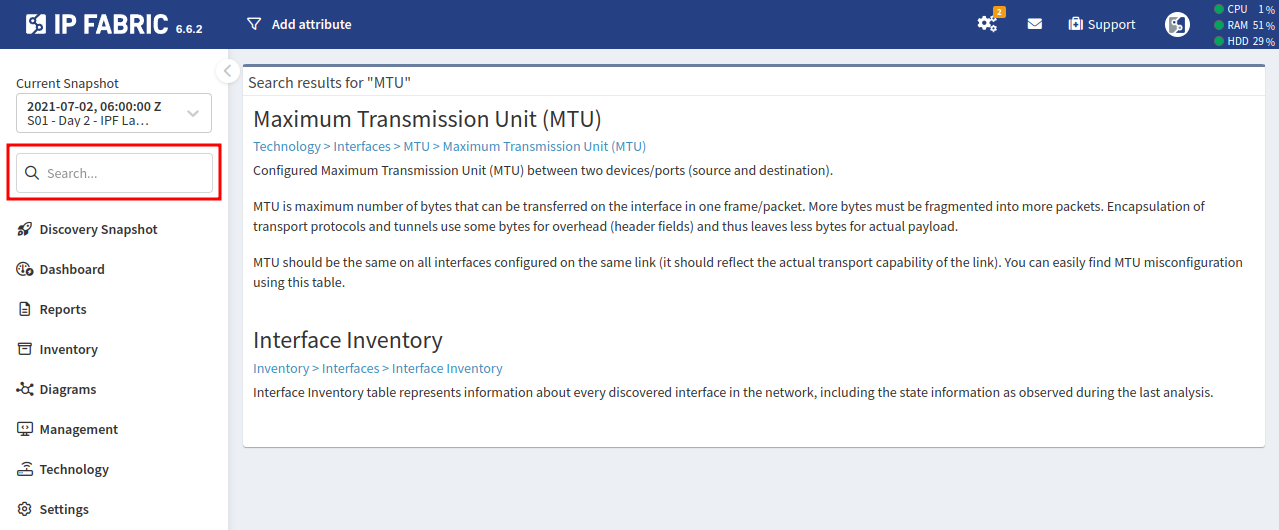 IP FABRIC 6.6.2
Add attribute
2
Support
CPU 1 %
RAM 51 %
HDD 29 %
Current Snapshot
2021-07-02, 06:00:00 Z
S01 - Day 2 - IPF La...
Search...
Discovery Snapshot
Dashboard
Reports
Inventory
Diagrams
Management
Technology
Settings
Search results for "MTU"
Maximum Transmission Unit (MTU)
Technology > Interfaces > MTU > Maximum Transmission Unit (MTU)
Configured Maximum Transmission Unit (MTU) between two devices/ports (source and destination).
MTU is maximum number of bytes that can be transferred on the interface in one frame/packet. More bytes must be fragmented into more packets. Encapsulation of
transport protocols and tunnels use some bytes for overhead (header fields) and thus leaves less bytes for actual payload.
MTU should be the same on all interfaces configured on the same link (it should reflect the actual transport capability of the link). You can easily find MTU misconfiguration
using this table.
Interface Inventory
Inventory > Interfaces > Interface Inventory
Interface Inventory table represents information about every discovered interface in the network, including the state information as observed during the last analysis.